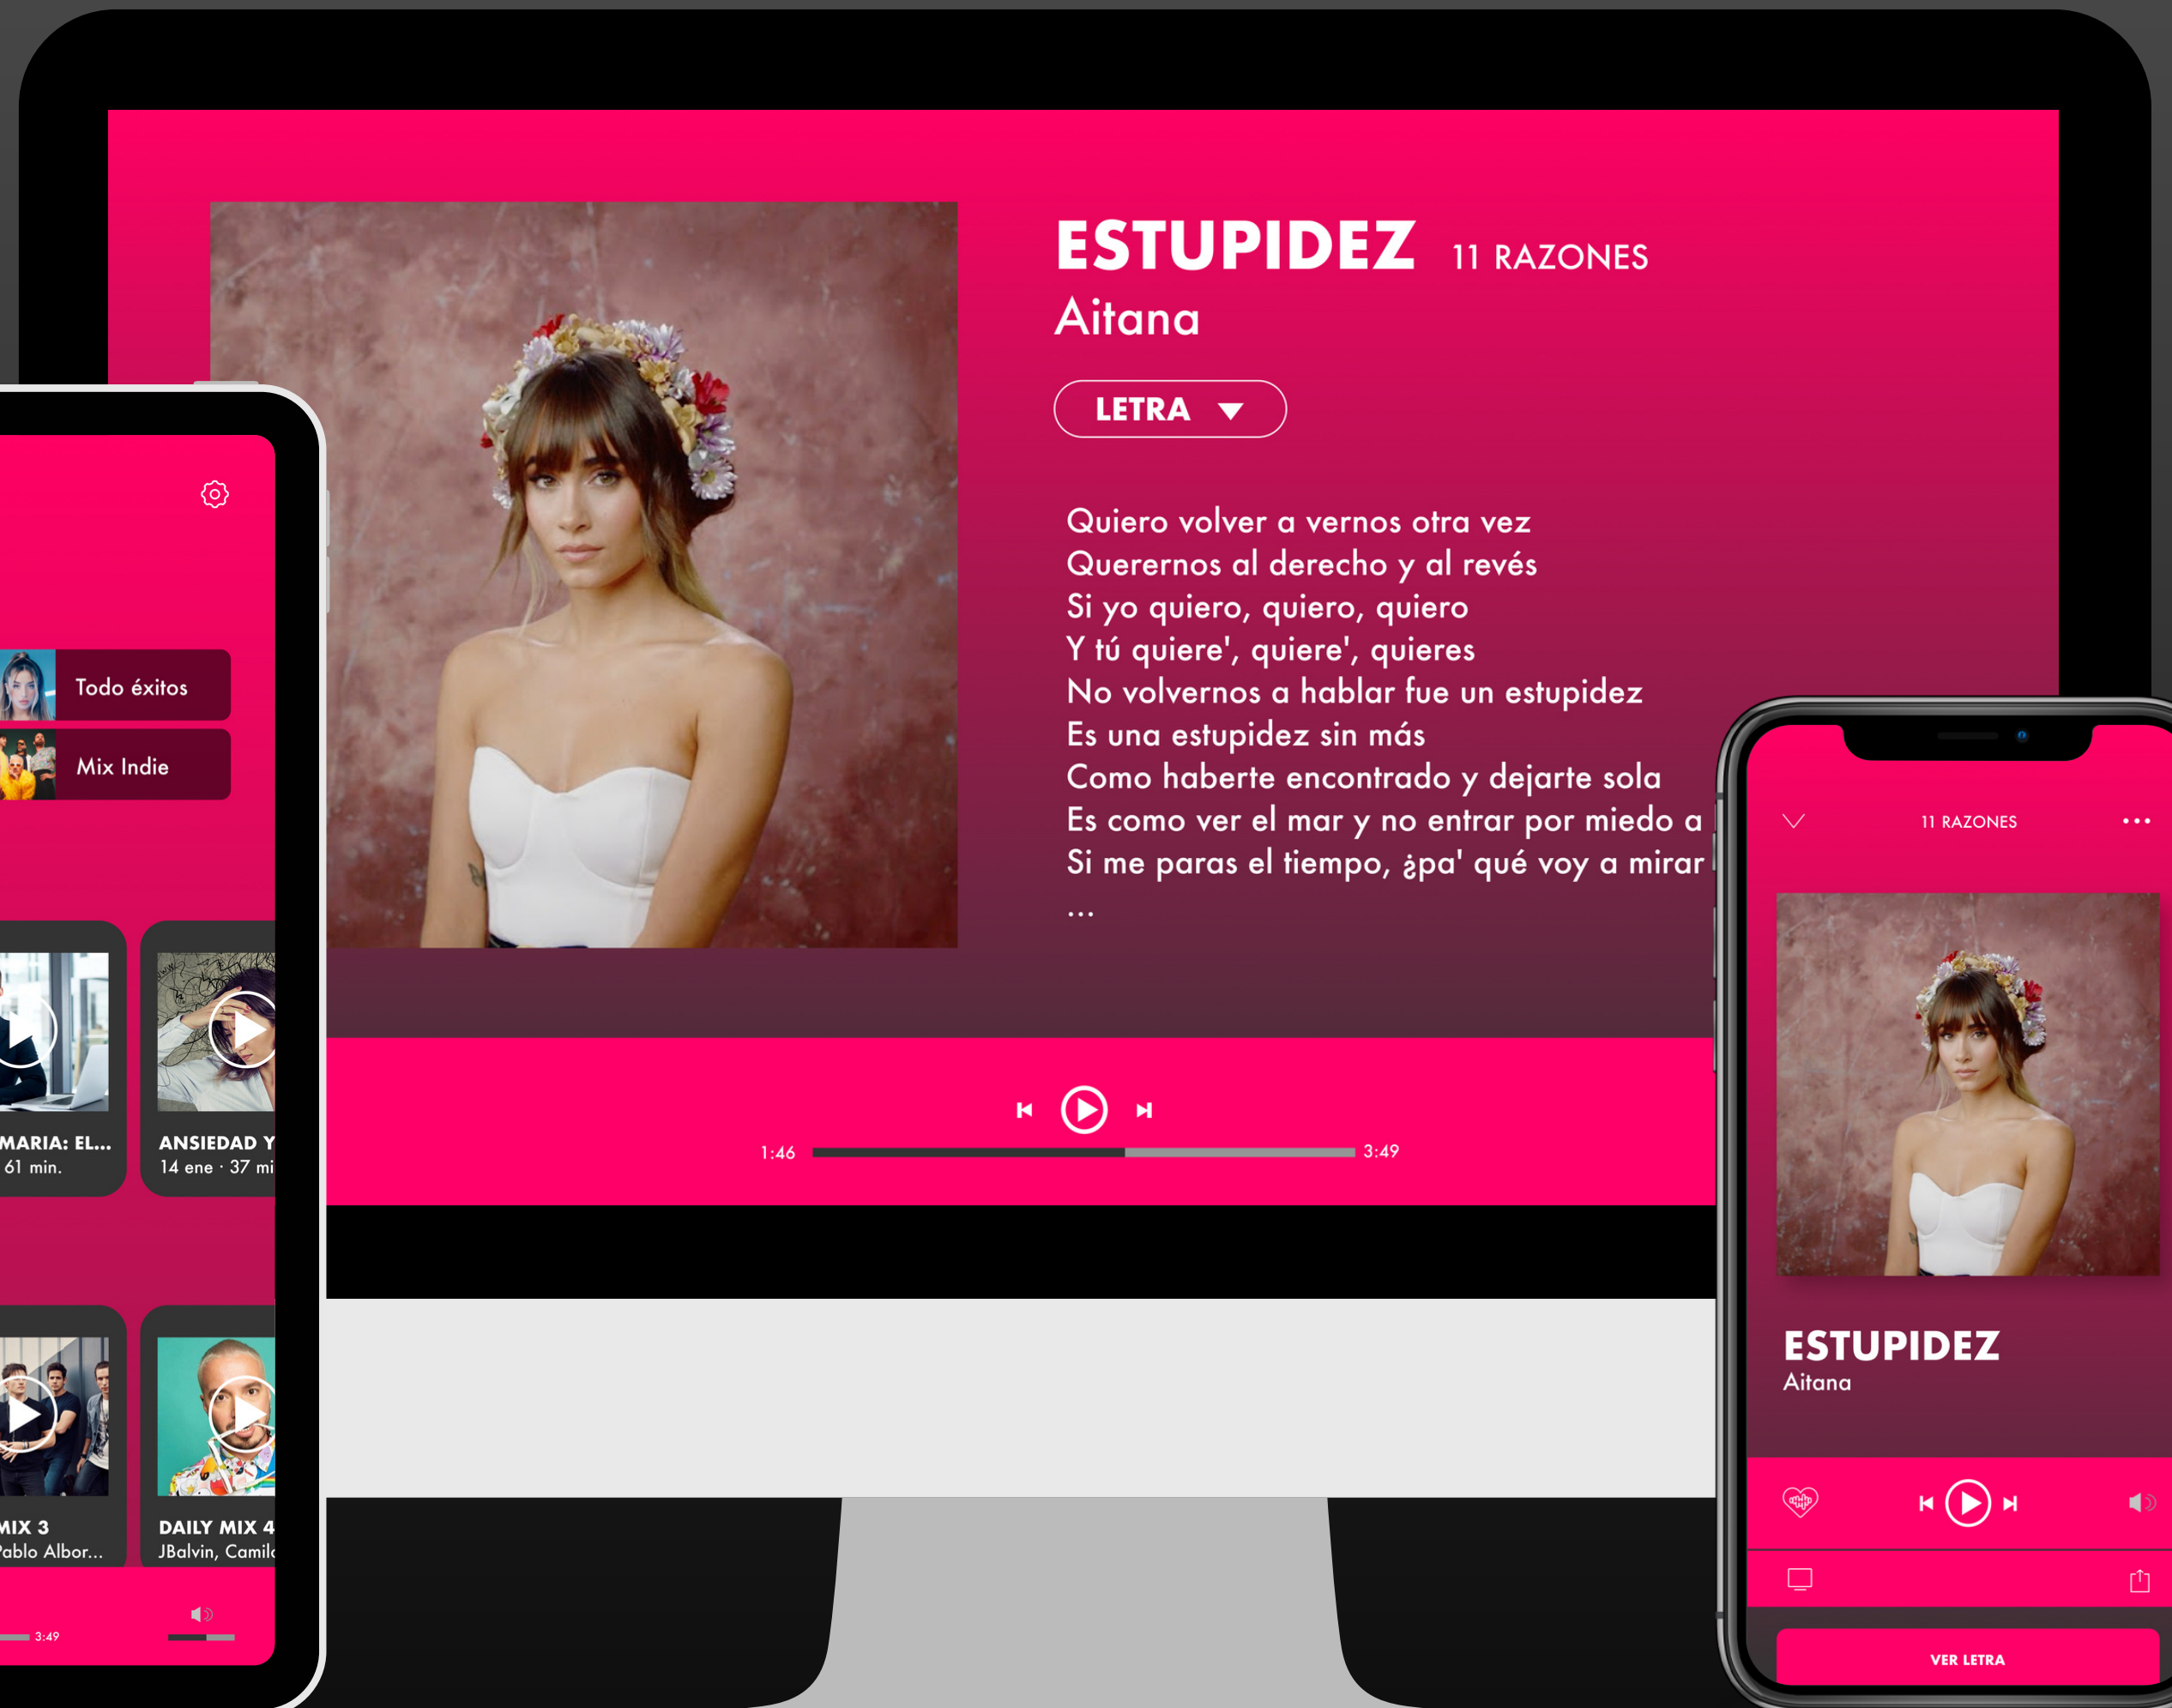 ESTUPIDEZ 11 RAZONES
Aitana
LETRA
Quiero volver a vernos otra vez
Querernos al derecho y al revés
Si yo quiero, quiero, quiero
Y tú quiere', quiere', quieres
No volvernos a hablar fue un estupidez
Es una estupidez sin más
Como haberte encontrado y dejarte sola
Es como ver el mar y no entrar por miedo a
Si me paras el tiempo, ¿pa' qué voy a mirar
...
1:46 3:49
Todo éxitos
Mix Indie
MARIA: EL...
61 min.
ANSIEDAD Y
14 ene · 37 mi
MIX 3
Pablo Albor...
DAILY MIX 4
JBalvin, Camilo
3:49
11 RAZONES
ESTUPIDEZ
Aitana
VER LETRA